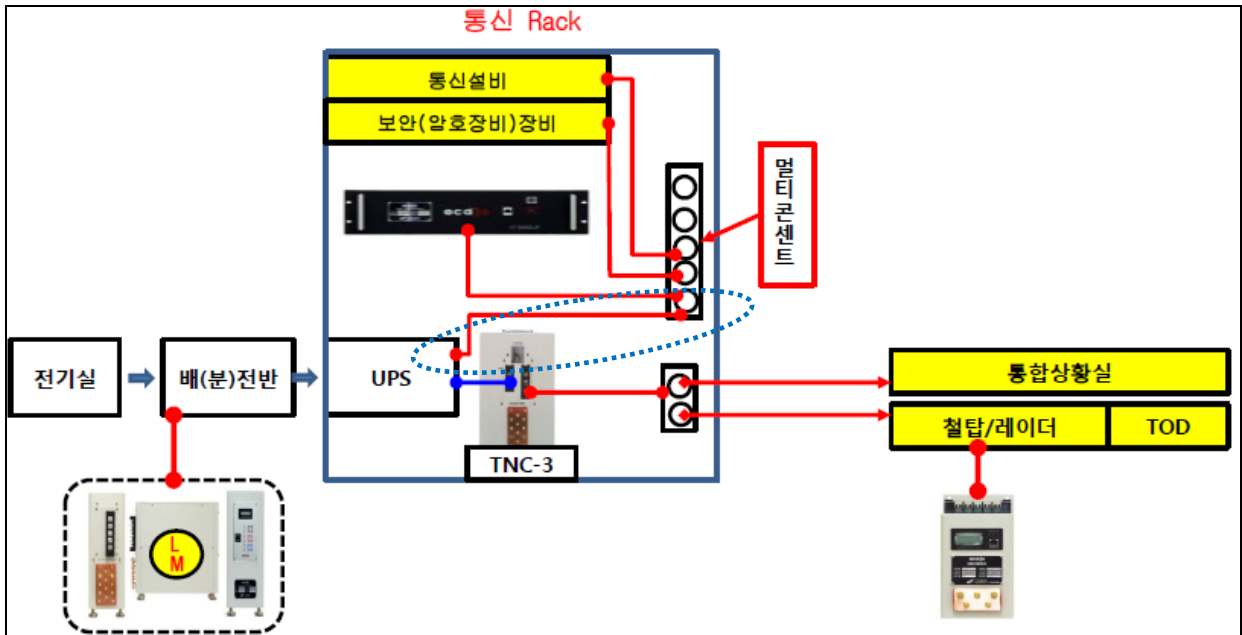 통신 Rack
통신설비
보안(암호장비)장비
멀티콘센트
전기실
배(분)전반
UPS
TNC-3
통합상황실
철탑/레이더
TOD
L
M